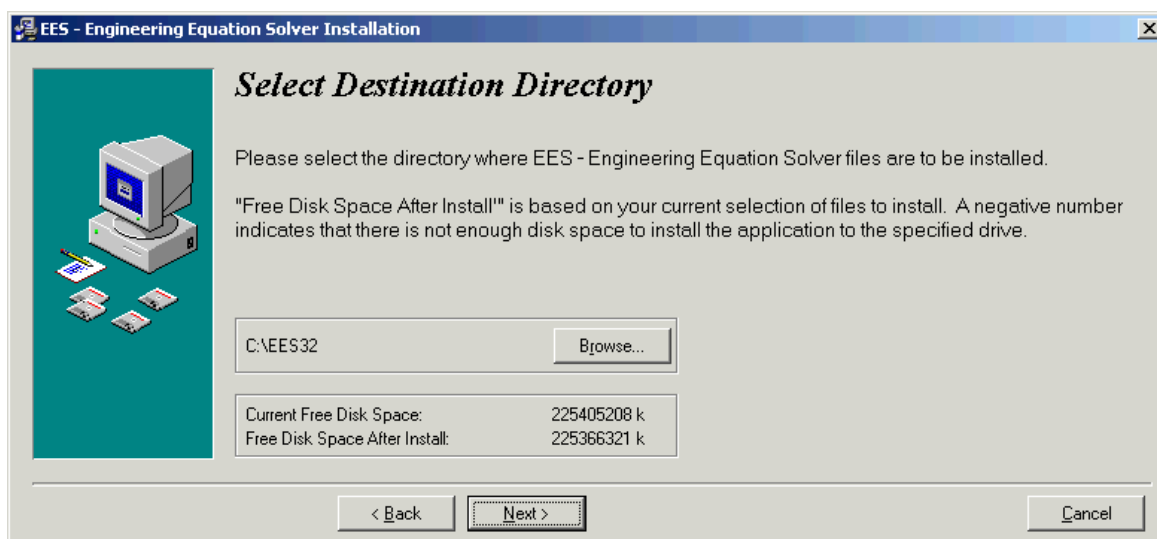 EES - Engineering Equation Solver Installation
Select Destination Directory
Please select the directory where EES - Engineering Equation Solver files are to be installed.
"Free Disk Space After Install'" is based on your current selection of files to install. A negative number
indicates that there is not enough disk space to install the application to the specified drive.
C:\EES32 Browse...
Current Free Disk Space: 225405208 k
Free Disk Space After Install: 225366321 k
< Back Next > Cancel